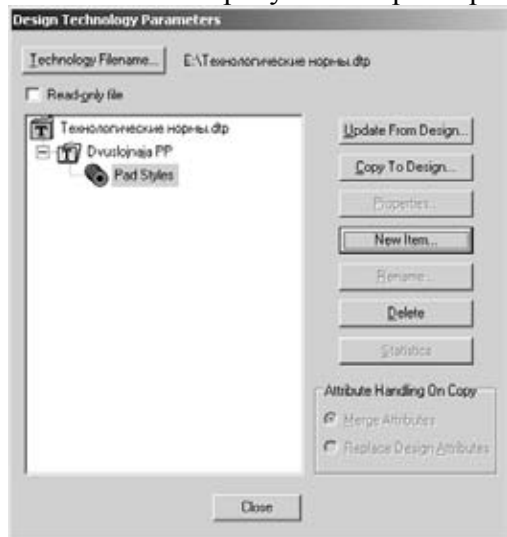 Design Technology Parameters
Technology Filename...
E:\Технологические нормы.dtp
Read-only file
Технологические нормы.dtp
Dvuslojnaja PP
Pad Styles
Update From Design...
Copy To Design...
Properties...
New Item...
Rename...
Delete
Statistics
Attribute Handling On Copy
Merge Attributes
Replace Design Attributes
Close